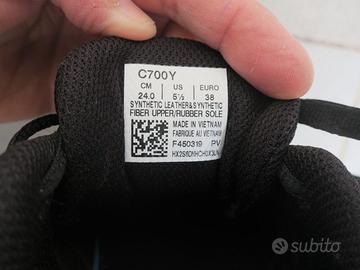 C700Y
CM US EURO
24.0 5½ 38
SYNTHETIC LEATHER&SYNTHETIC
FIBER UPPER/RUBBER SOLE
MADE IN VIETNAM
FABRIQUE AU VIETNAM
F450319 PV
subito